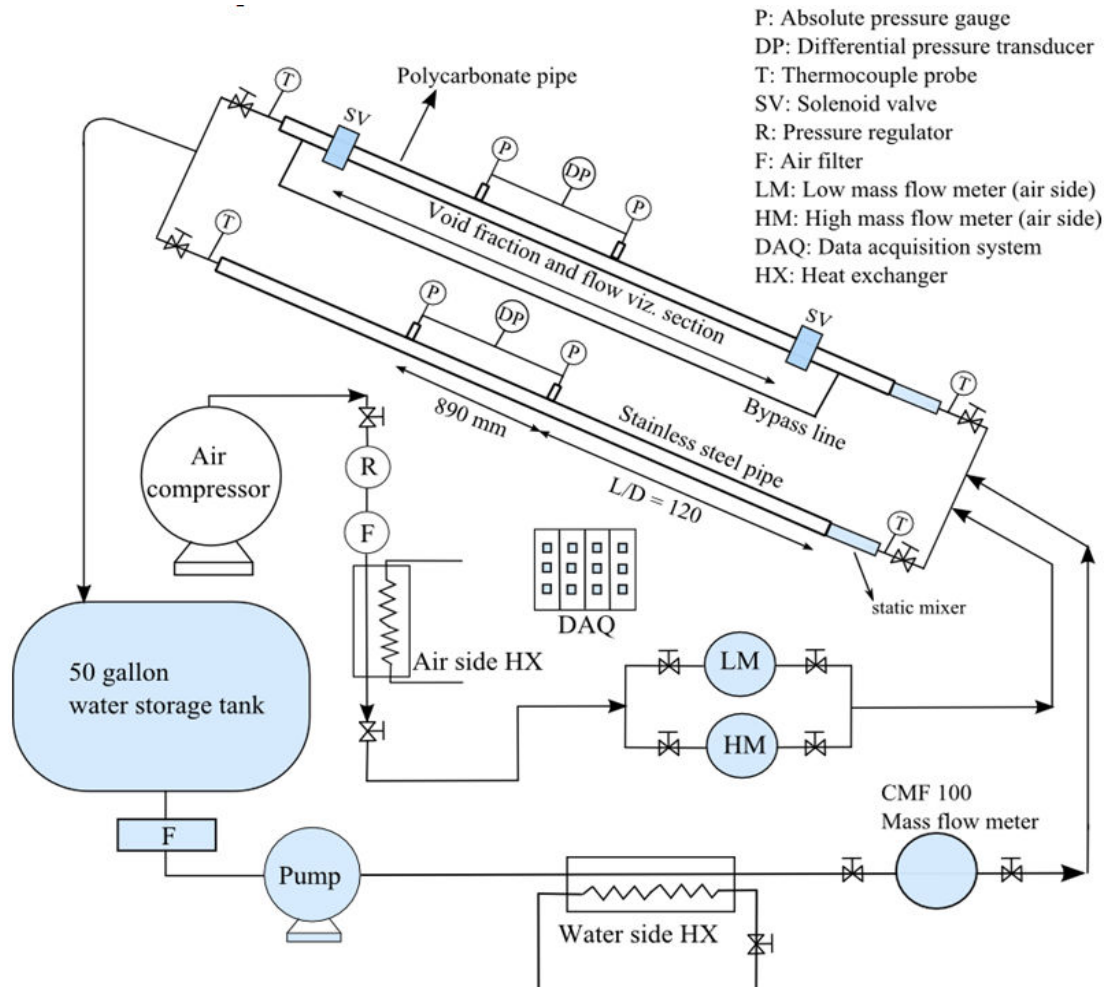 P: Absolute pressure gauge
DP: Differential pressure transducer
T: Thermocouple probe
SV: Solenoid valve
R: Pressure regulator
F: Air filter
LM: Low mass flow meter (air side)
HM: High mass flow meter (air side)
DAQ: Data acquisition system
HX: Heat exchanger
T
Polycarbonate pipe
SV
P
DP
P
T
Void fraction and flow viz. section
P
DP
P
SV
T
Bypass line
890 mm
Stainless steel pipe
L/D = 120
T
static mixer
Air
compressor
R
F
Air side HX
DAQ
50 gallon
water storage tank
LM
HM
F
Pump
Water side HX
CMF 100
Mass flow meter